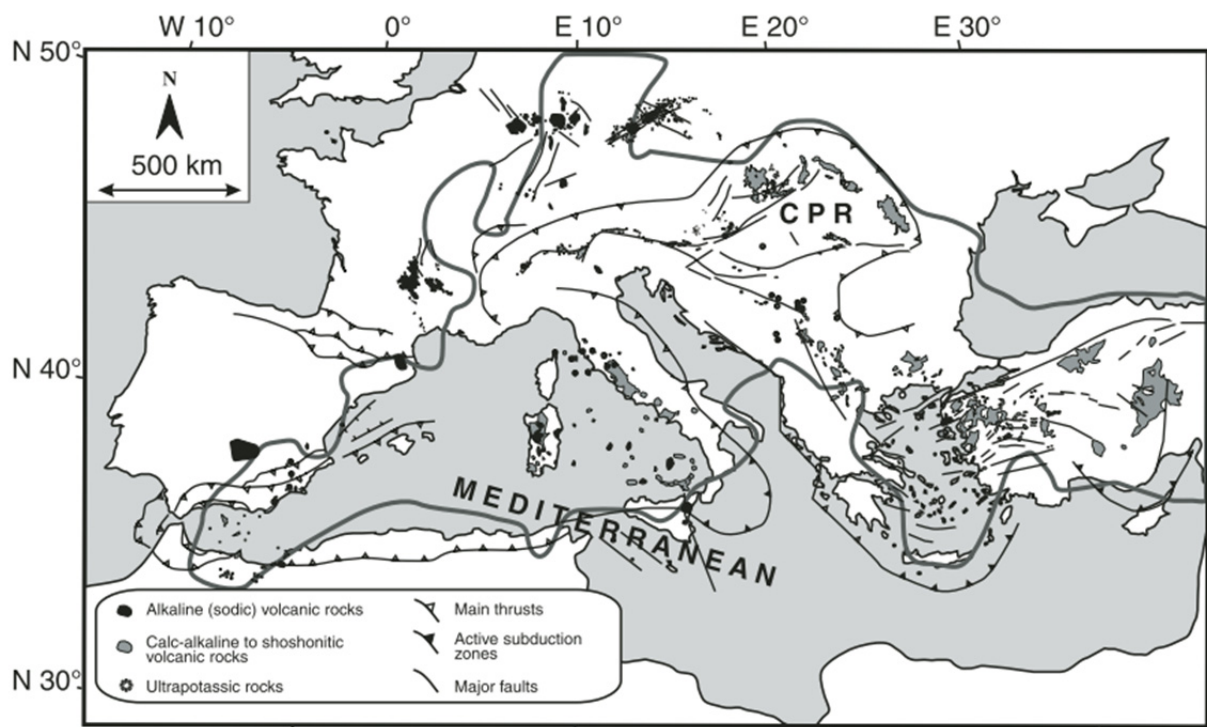 W 10° 0° E 10° E 20° E 30°
N 50°
N
500 km
CPR
N 40°
MEDITERRANEAN
Alkaline (sodic) volcanic rocks
Calc-alkaline to shoshonitic
volcanic rocks
Ultrapotassic rocks
Main thrusts
Active subduction
zones
Major faults
N 30°